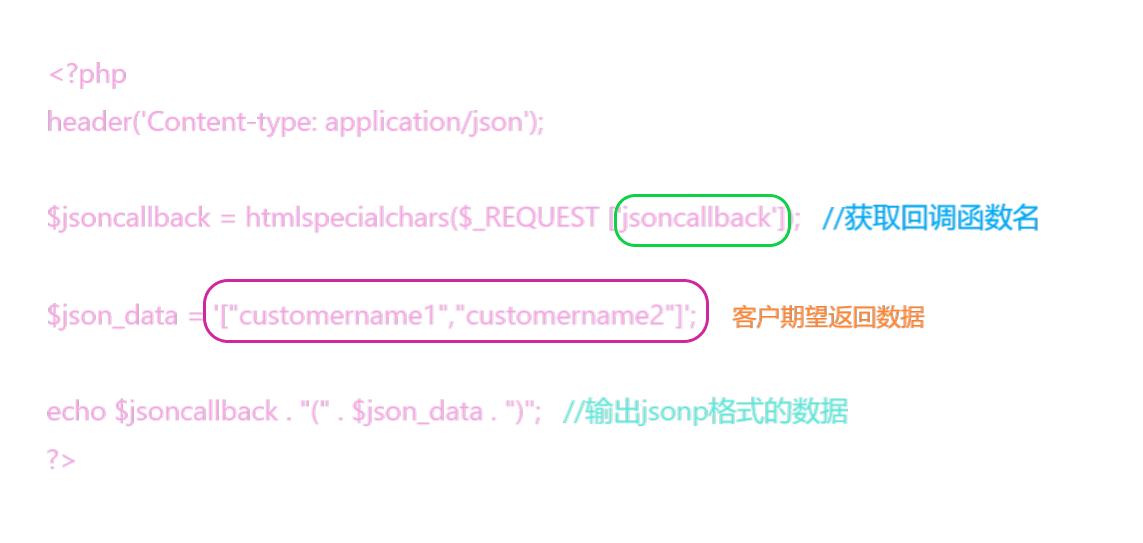 <?php
header('Content-type: application/json');
$jsoncallback = htmlspecialchars($_REQUEST ['jsoncallback']); //获取回调函数名
$json_data = '["customername1","customername2"]'; 客户期望返回数据
echo $jsoncallback . "(" . $json_data . ")"; //输出jsonp格式的数据
?>